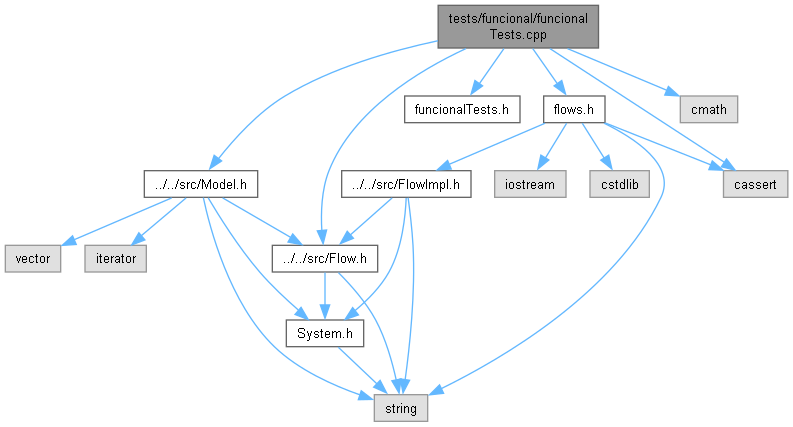 tests/funcional/funcional
Tests.cpp
funcionalTests.h
flows.h
cmath
../../src/Model.h
../../src/FlowImpl.h
iostream
cstdlib
cassert
vector
iterator
../../src/Flow.h
System.h
string